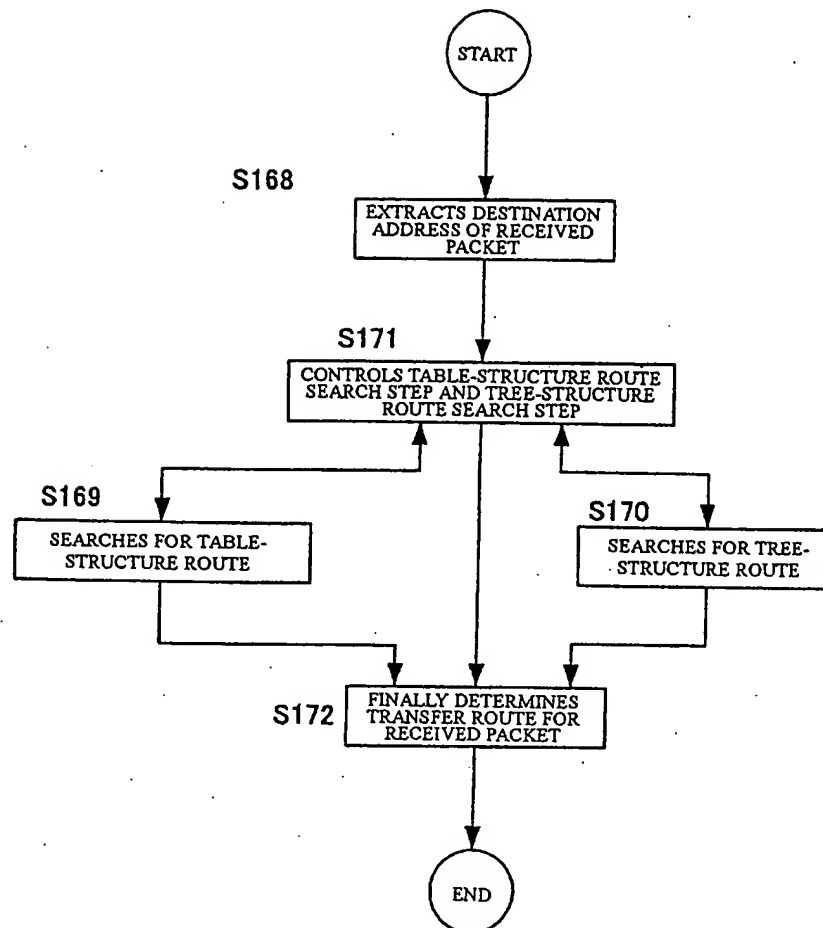 START
S168
EXTRACTS DESTINATION
ADDRESS OF RECEIVED
PACKET
S171
CONTROLS TABLE-STRUCTURE ROUTE
SEARCH STEP AND TREE-STRUCTURE
ROUTE SEARCH STEP
S169
SEARCHES FOR TABLE-
STRUCTURE ROUTE
S170
SEARCHES FOR TREE-
STRUCTURE ROUTE
S172
FINALLY DETERMINES
TRANSFER ROUTE FOR
RECEIVED PACKET
END